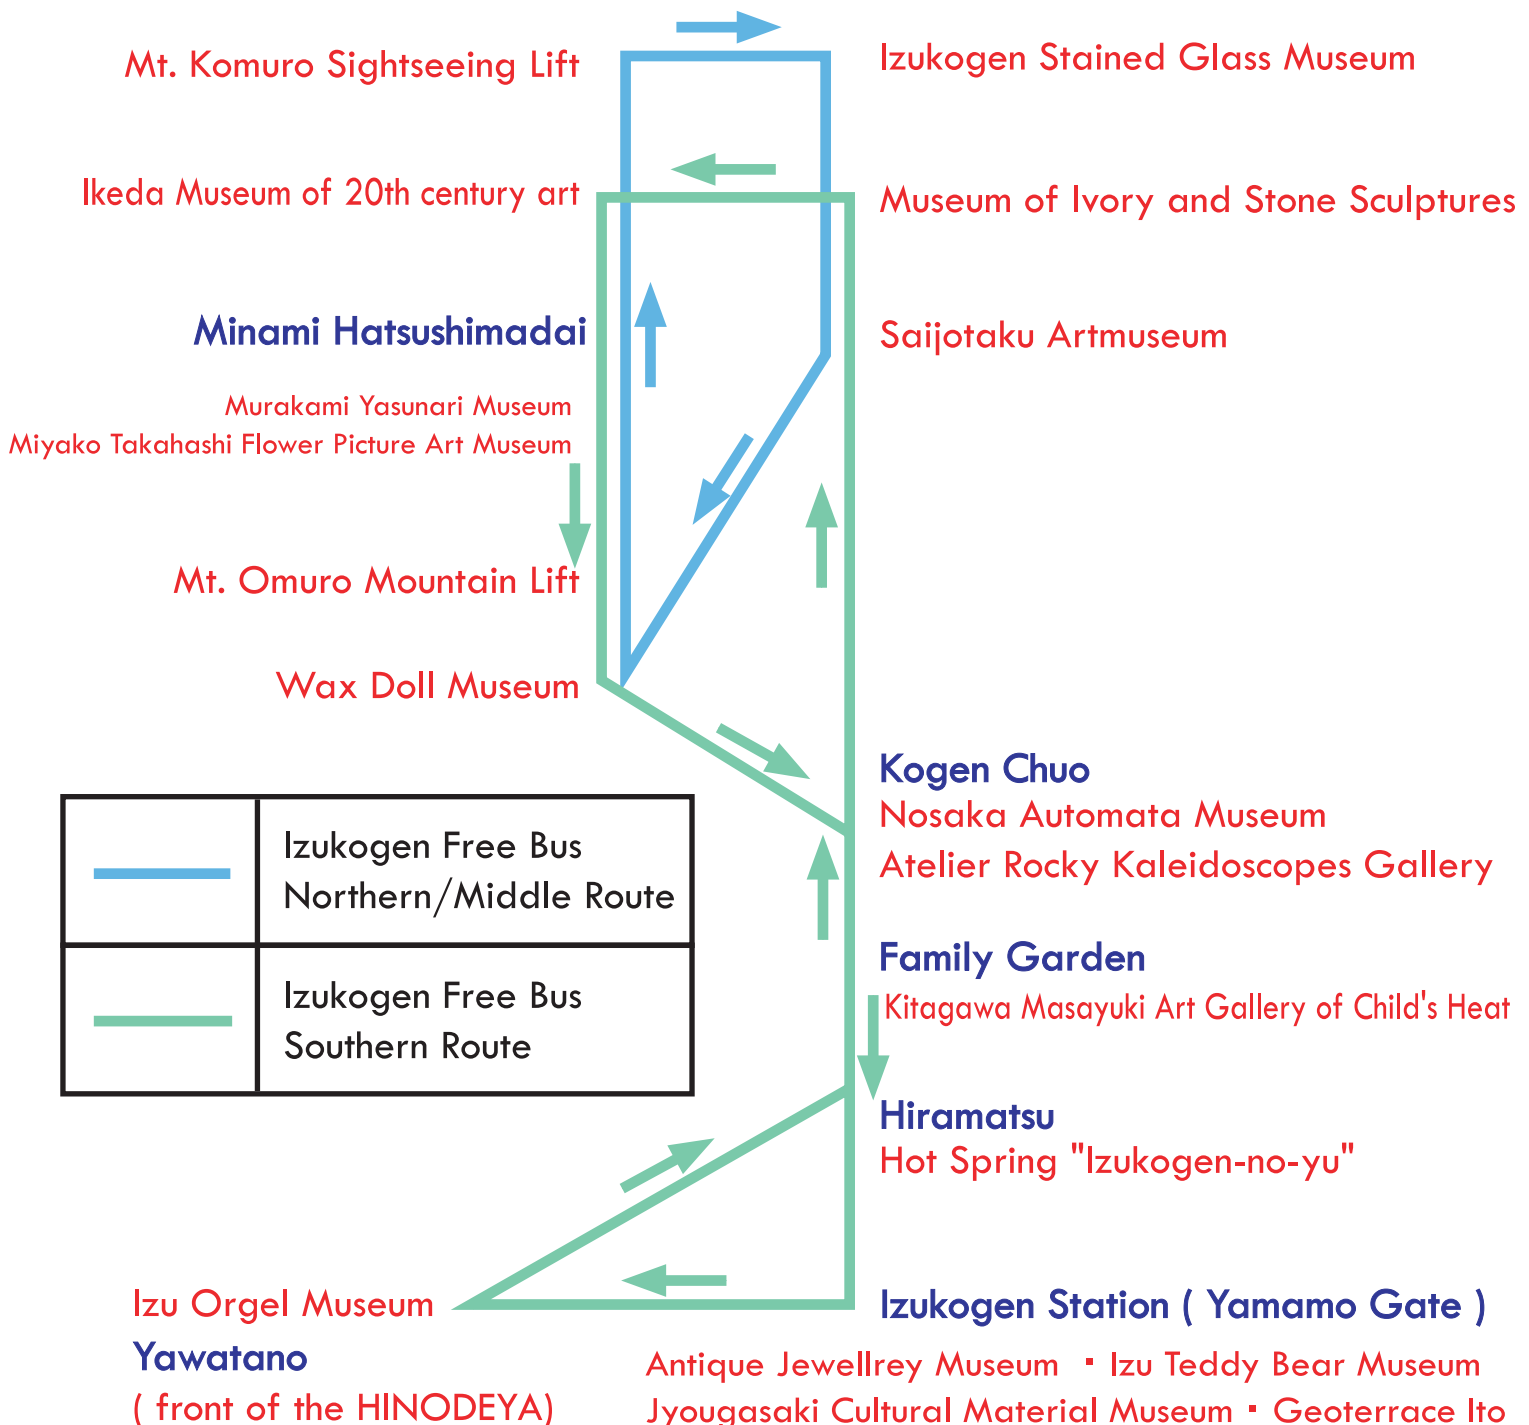 Mt. Komuro Sightseeing Lift
Izukogen Stained Glass Museum
Ikeda Museum of 20th century art
Museum of Ivory and Stone Sculptures
Minami Hatsushimadai
Saijotaku Artmuseum
Murakami Yasunari Museum
Miyako Takahashi Flower Picture Art Museum
Mt. Omuro Mountain Lift
Wax Doll Museum
Kogen Chuo
Nosaka Automata Museum
Atelier Rocky Kaleidoscopes Gallery
Izukogen Free Bus
Northern/Middle Route
Family Garden
Kitagawa Masayuki Art Gallery of Child's Heat
Izukogen Free Bus
Southern Route
Hiramatsu
Hot Spring "Izukogen-no-yu"
Izu Orgel Museum
Yawatano
( front of the HINODEYA)
Izukogen Station ( Yamamo Gate )
Antique Jewellrey Museum ▪ Izu Teddy Bear Museum
Jyougasaki Cultural Material Museum ▪ Geoterrace Ito